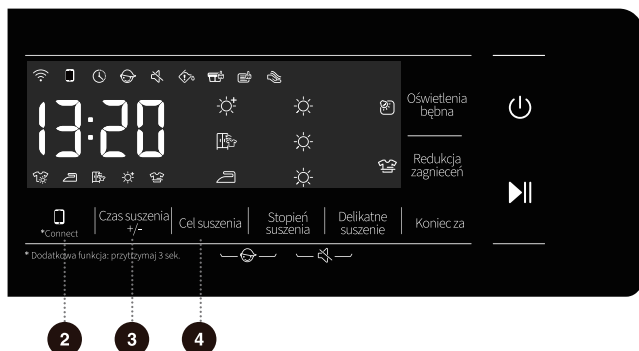 13:20
Oświetlenia
bębna
Redukcja
zagnieceń
*Connect
Czas suszenia
+/-
Cel suszenia
Stopień
suszenia
Delikatne
suszenie
Koniec za
* Dodatkowa funkcja: przytrzymaj 3 sek.
2
3
4